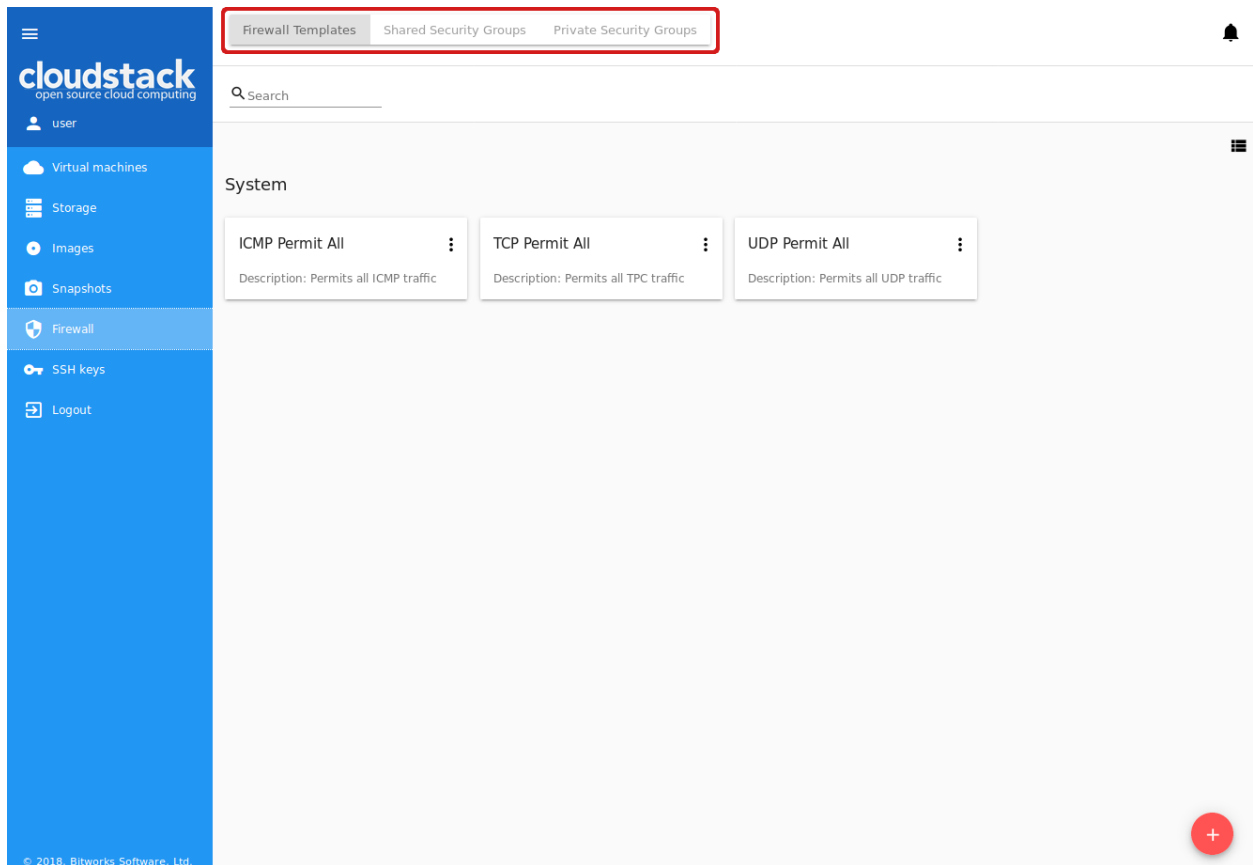 Firewall Templates Shared Security Groups Private Security Groups
cloudstack
open source cloud computing
user
Search
Virtual machines
Storage
Images
Snapshots
Firewall
SSH keys
Logout
System
ICMP Permit All
Description: Permits all ICMP traffic
TCP Permit All
Description: Permits all TPC traffic
UDP Permit All
Description: Permits all UDP traffic
© 2018, Bitworks Software, Ltd.